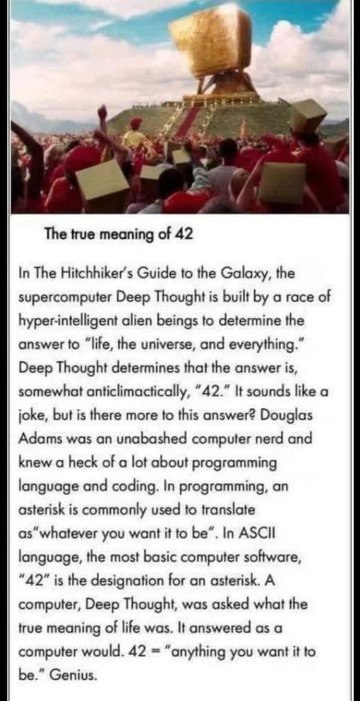 The true meaning of 42
In The Hitchhiker's Guide to the Galaxy, the
supercomputer Deep Thought is built by a race of
hyper-intelligent alien beings to determine the
answer to "life, the universe, and everything."
Deep Thought determines that the answer is,
somewhat anticlimactically, "42." It sounds like a
joke, but is there more to this answer? Douglas
Adams was an unabashed computer nerd and
knew a heck of a lot about programming
language and coding. In programming, an
asterisk is commonly used to translate
as"whatever you want it to be". In ASCII
language, the most basic computer software,
"42" is the designation for an asterisk. A
computer, Deep Thought, was asked what the
true meaning of life was. It answered as a
computer would. 42 = "anything you want it to
be." Genius.